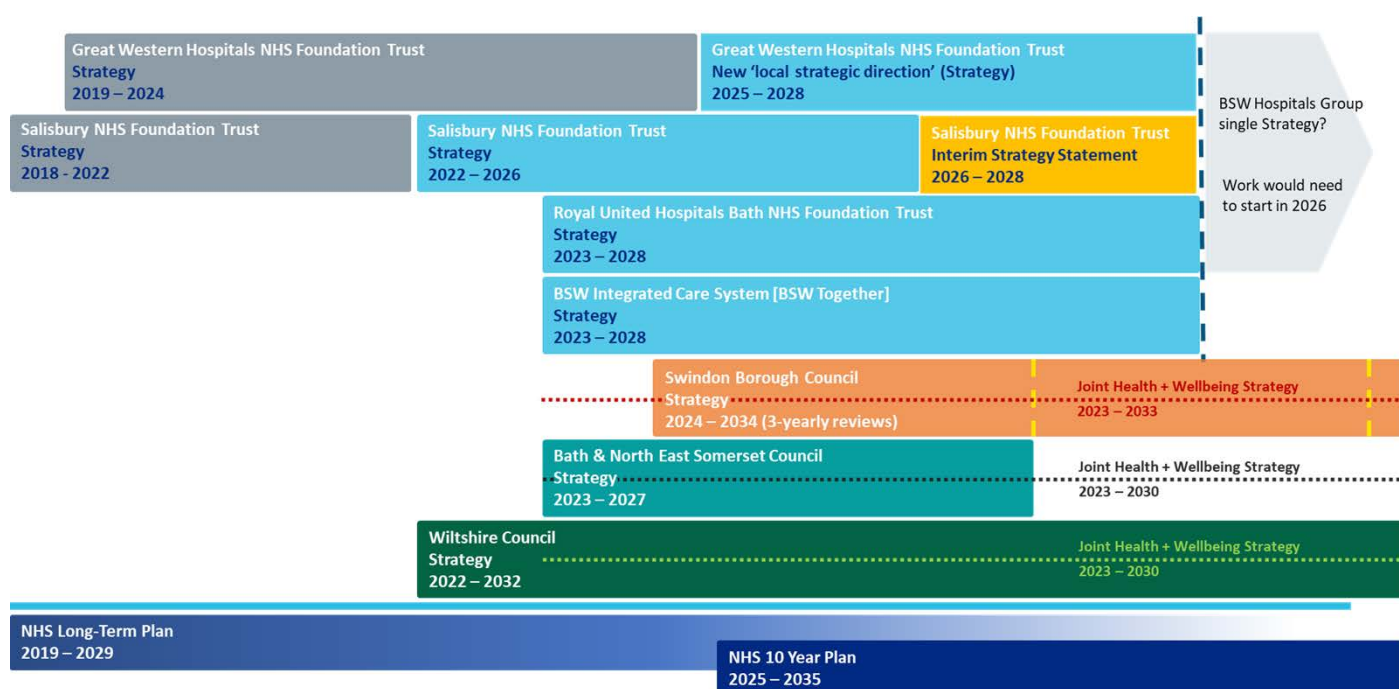 Great Western Hospitals NHS Foundation Trust
Strategy
2019 – 2024
Great Western Hospitals NHS Foundation Trust
New ‘local strategic direction’ (Strategy)
2025 – 2028
BSW Hospitals Group
single Strategy?
Work would need
to start in 2026
Salisbury NHS Foundation Trust
Strategy
2018 - 2022
Salisbury NHS Foundation Trust
Strategy
2022 – 2026
Salisbury NHS Foundation Trust
Interim Strategy Statement
2026 – 2028
Royal United Hospitals Bath NHS Foundation Trust
Strategy
2023 – 2028
BSW Integrated Care System [BSW Together]
Strategy
2023 – 2028
Swindon Borough Council
Strategy
2024 – 2034 (3-yearly reviews)
Joint Health + Wellbeing Strategy
2023 – 2033
Bath & North East Somerset Council
Strategy
2023 – 2027
Joint Health + Wellbeing Strategy
2023 – 2030
Wiltshire Council
Strategy
2022 – 2032
Joint Health + Wellbeing Strategy
2023 – 2030
NHS Long-Term Plan
2019 – 2029
NHS 10 Year Plan
2025 – 2035